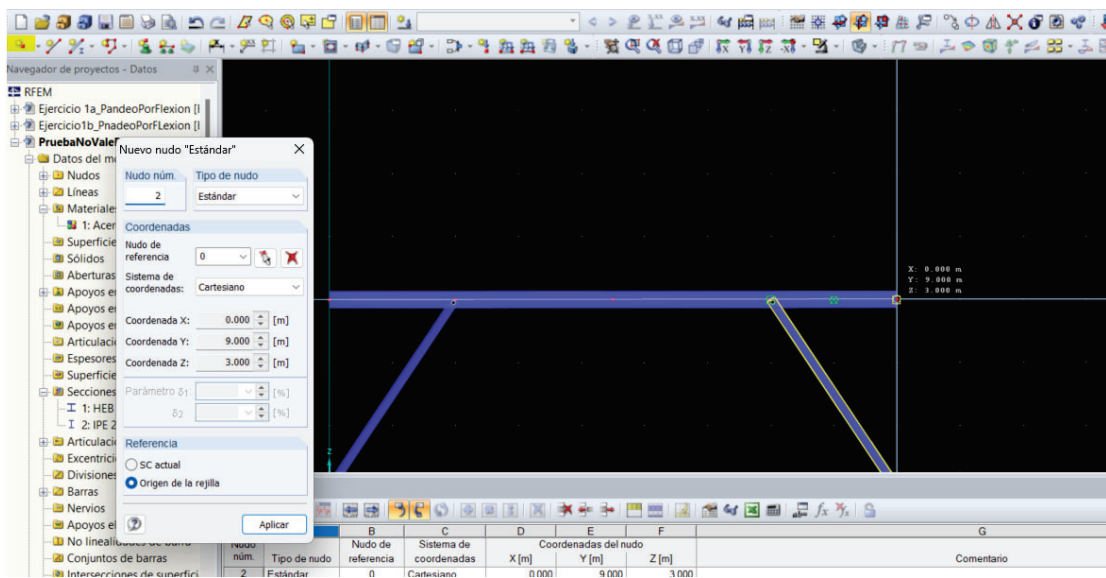 Navegador de proyectos - Datos
RFEM
Ejercicio 1a_PandeoPorFlexion [I
Ejercicio1b_PnadeoPorFLexion [I
PruebaNoVale
Datos del m
Nudos
Líneas
Materiale
1: Acer
Superficie
Sólidos
Aberturas
Apoyos e
Apoyos e
Apoyos e
Articulaci
Espesores
Superficie
Secciones
1: HEB
2: IPE 2
Articulaci
Excentrici
Divisiones
Barras
Nervios
Apoyos el
No linealidades de barra
Conjuntos de barras
Intersecciones de superfici
Nuevo nudo "Estándar"
Nudo núm.
Tipo de nudo
2
Estándar
Coordenadas
Nudo de
referencia
0
Sistema de
coordenadas:
Cartesiano
Coordenada X:
0.000
[m]
Coordenada Y:
9.000
[m]
Coordenada Z:
3.000
[m]
Parámetro δ1
[%]
δ2
[%]
Referencia
SC actual
Origen de la rejilla
Aplicar
X: 0.000 m
Y: 9.000 m
Z: 3.000 m
Z
B C D E F G
Nudo núm.
Tipo de nudo
Nudo de referencia
Sistema de coordenadas
Coordenadas del nudo
X [m] Y [m] Z [m]
Comentario
2 Estándar 0 Cartesiano 0.000 9.000 3.000